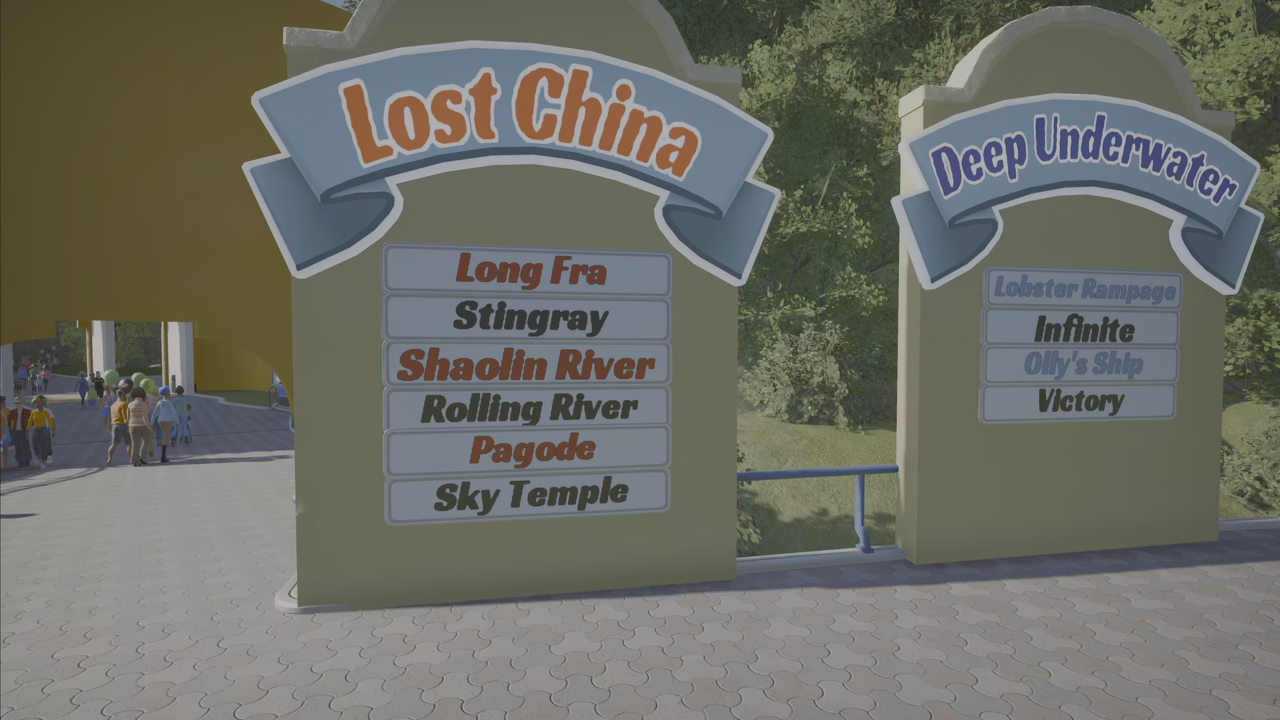 Lost China
Long Fra
Stingray
Shaolin River
Rolling River
Pagode
Sky Temple
Deep Underwater
Lobster Rampage
Infinite
Olly's Ship
Victory